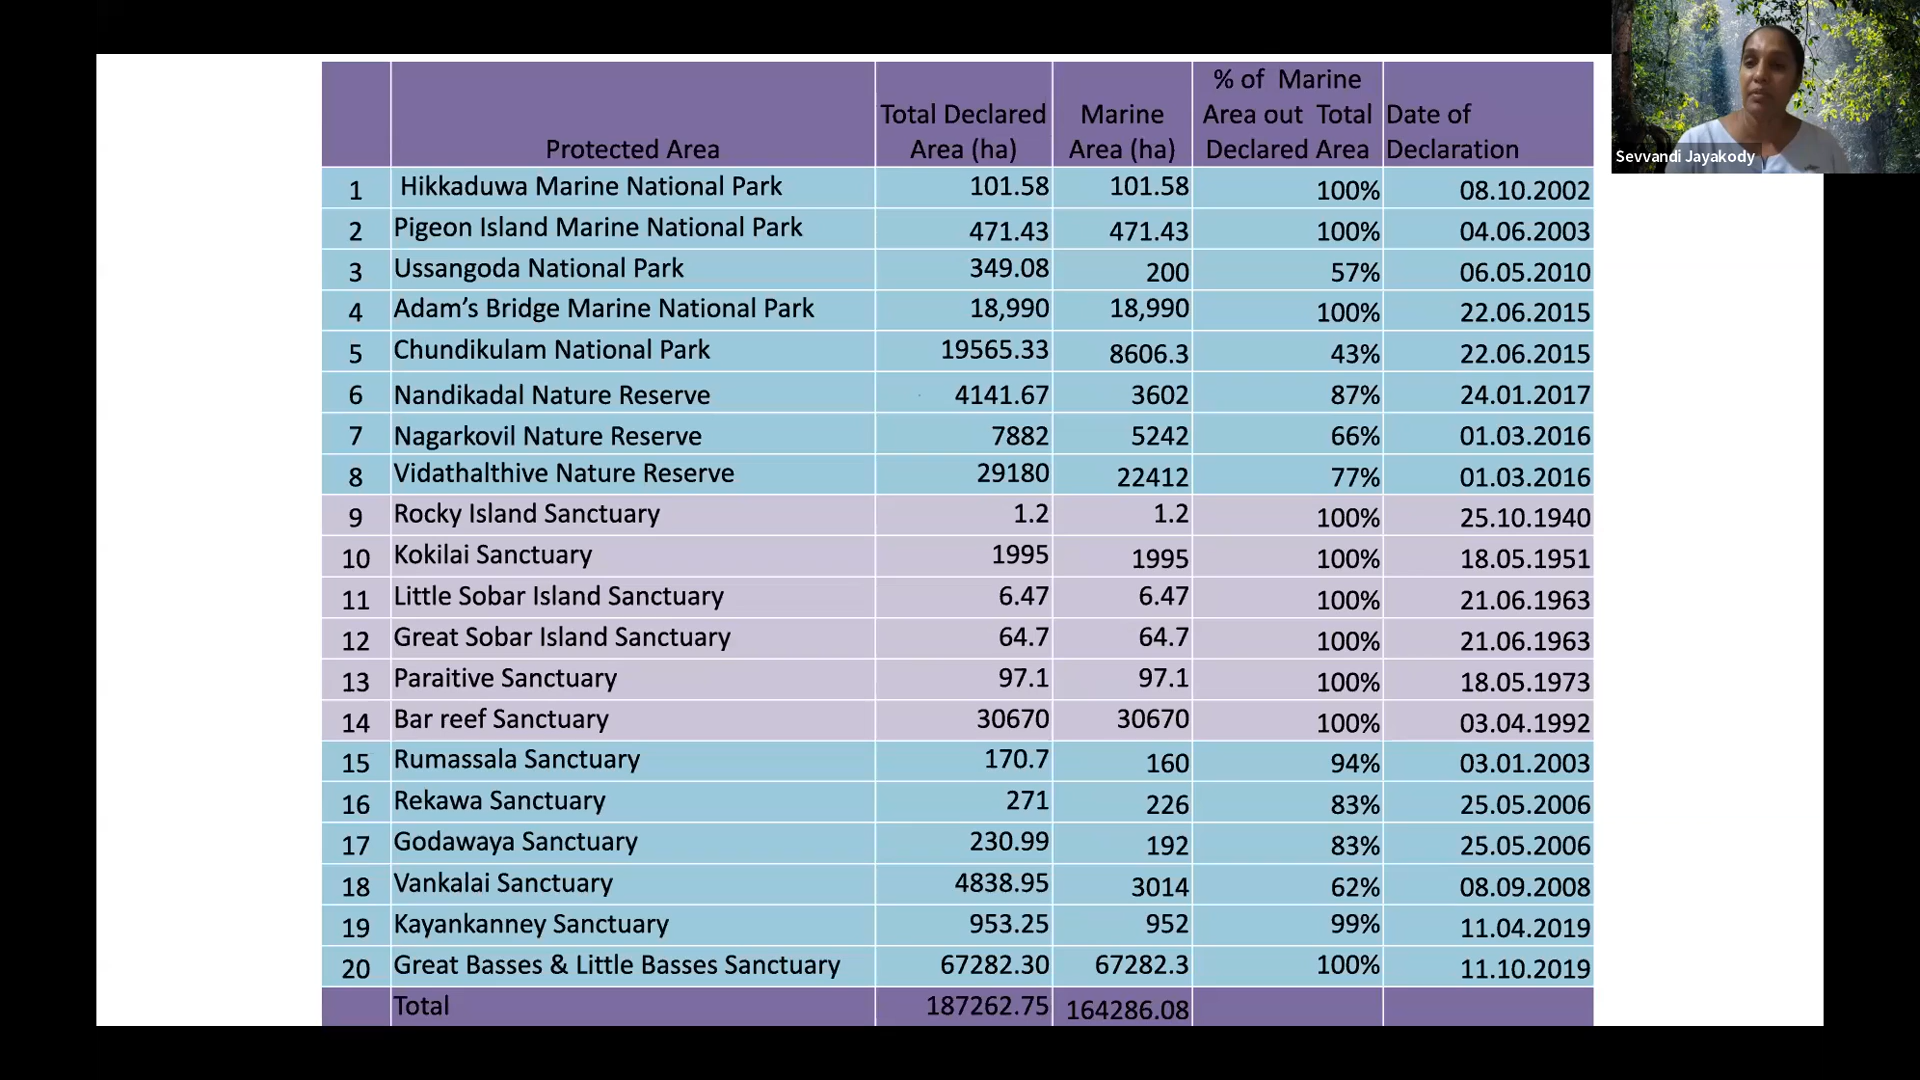 Protected Area Total Declared Area (ha) Marine Area (ha) % of Marine Area out Total Declared Area Date of Declaration
1 Hikkaduwa Marine National Park 101.58 101.58 100% 08.10.2002
2 Pigeon Island Marine National Park 471.43 471.43 100% 04.06.2003
3 Ussangoda National Park 349.08 200 57% 06.05.2010
4 Adam’s Bridge Marine National Park 18,990 18,990 100% 22.06.2015
5 Chundikulam National Park 19565.33 8606.3 43% 22.06.2015
6 Nandikadal Nature Reserve 4141.67 3602 87% 24.01.2017
7 Nagarkovil Nature Reserve 7882 5242 66% 01.03.2016
8 Vidathalthive Nature Reserve 29180 22412 77% 01.03.2016
9 Rocky Island Sanctuary 1.2 1.2 100% 25.10.1940
10 Kokilai Sanctuary 1995 1995 100% 18.05.1951
11 Little Sobar Island Sanctuary 6.47 6.47 100% 21.06.1963
12 Great Sobar Island Sanctuary 64.7 64.7 100% 21.06.1963
13 Paraitive Sanctuary 97.1 97.1 100% 18.05.1973
14 Bar reef Sanctuary 30670 30670 100% 03.04.1992
15 Rumassala Sanctuary 170.7 160 94% 03.01.2003
16 Rekawa Sanctuary 271 226 83% 25.05.2006
17 Godawaya Sanctuary 230.99 192 83% 25.05.2006
18 Vankalai Sanctuary 4838.95 3014 62% 08.09.2008
19 Kayankanney Sanctuary 953.25 952 99% 11.04.2019
20 Great Basses & Little Basses Sanctuary 67282.30 67282.3 100% 11.10.2019
Total 187262.75 164286.08
Sevvandi Jayakody